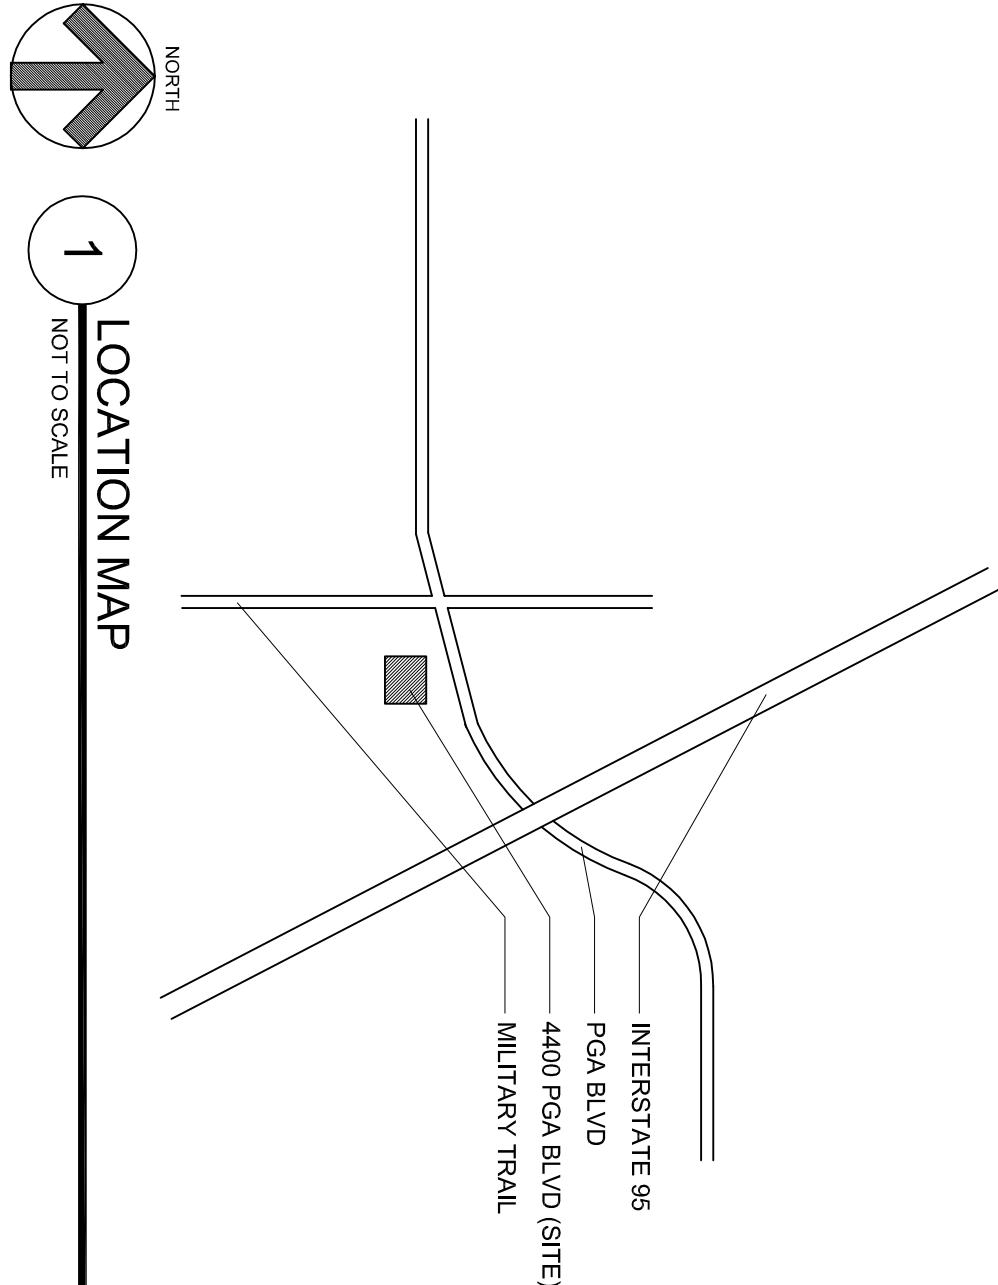 NORTH
1
LOCATION MAP
NOT TO SCALE
INTERSTATE 95
PGA BLVD
4400 PGA BLVD (SITE)
MILITARY TRAIL